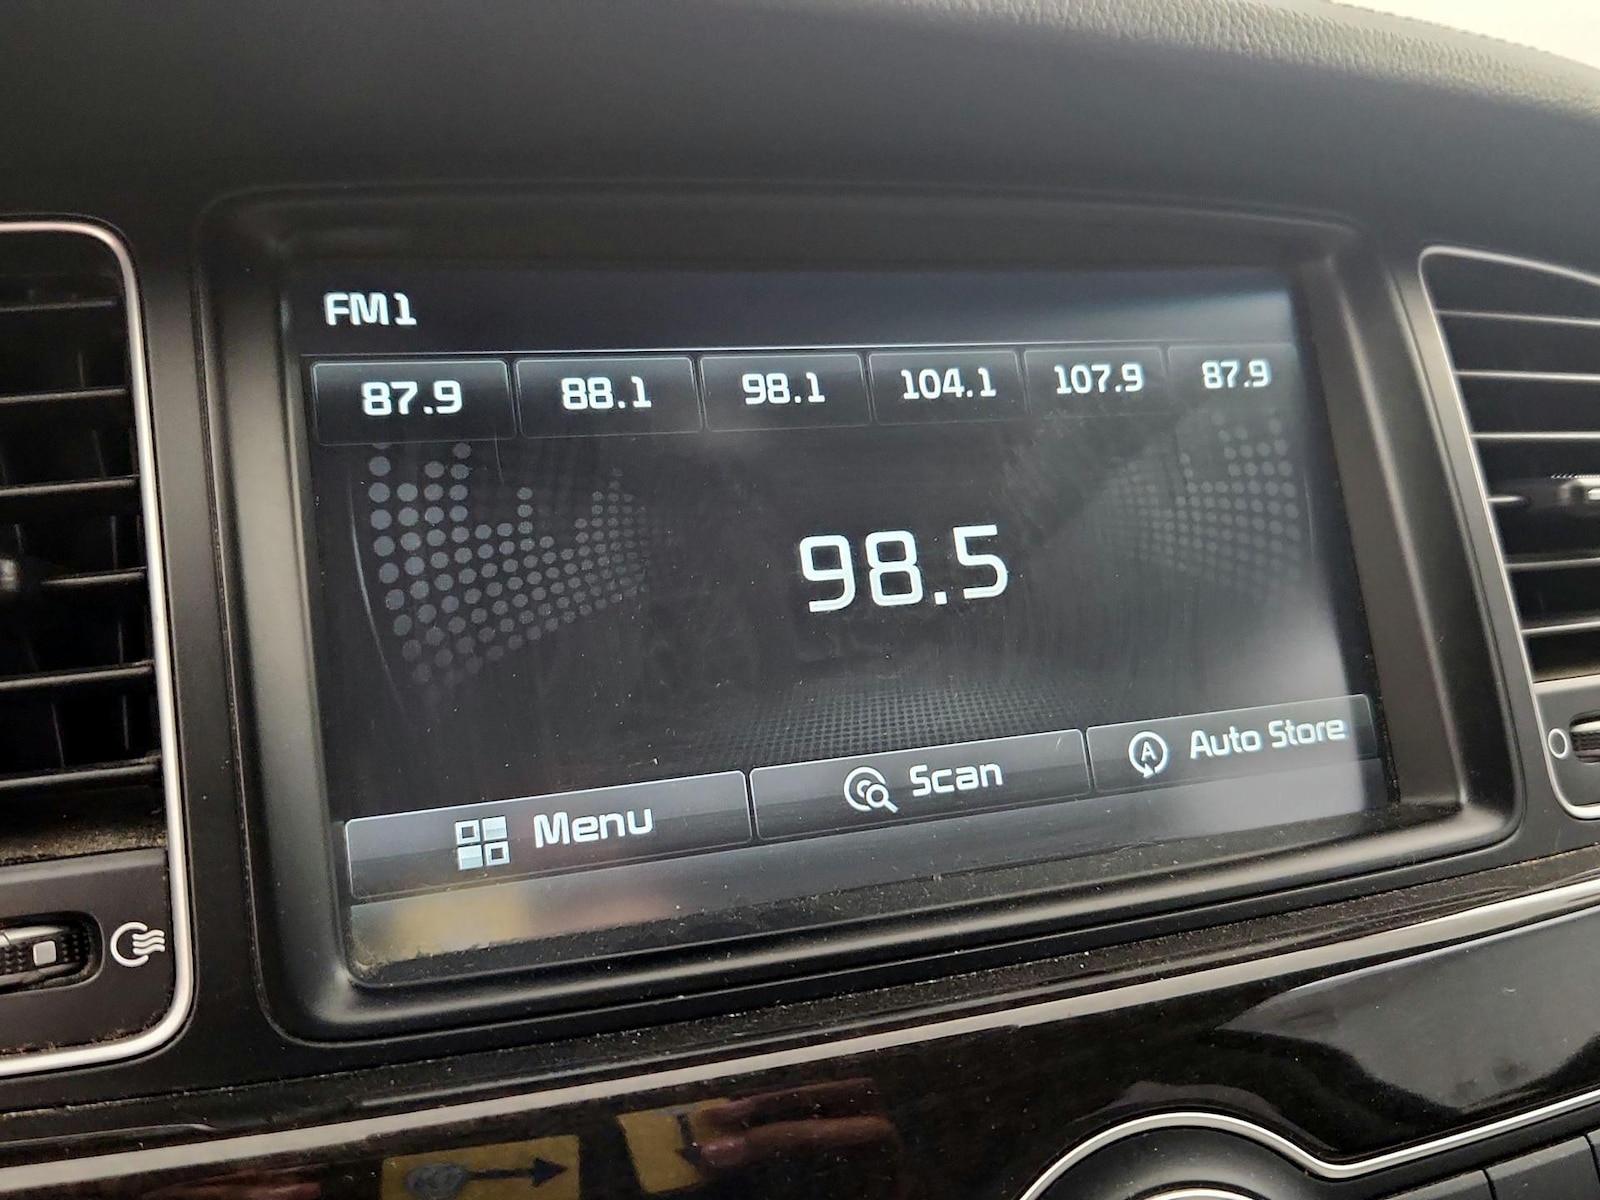 FM1
87.9 88.1 98.1 104.1 107.9 87.9
98.5
Menu Scan Auto Store